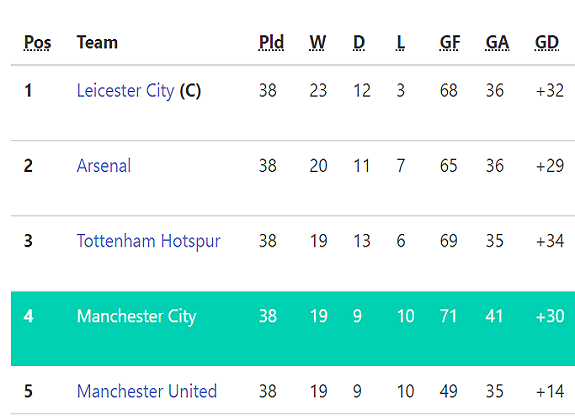 Pos Team Pld W D L GF GA GD
1 Leicester City (C) 38 23 12 3 68 36 +32
2 Arsenal 38 20 11 7 65 36 +29
3 Tottenham Hotspur 38 19 13 6 69 35 +34
4 Manchester City 38 19 9 10 71 41 +30
5 Manchester United 38 19 9 10 49 35 +14